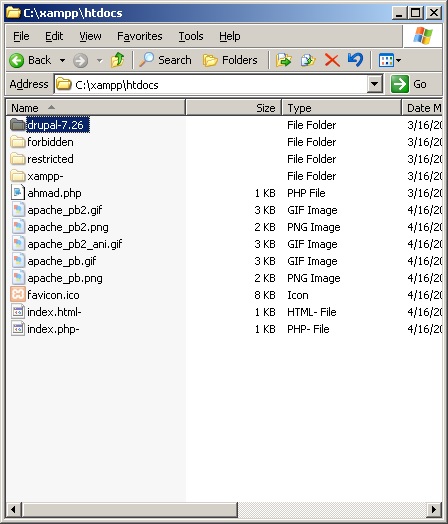 C:\xampp\htdocs
File Edit View Favorites Tools Help
Back Search Folders
Address C:\xampp\htdocs Go
Name Size Type Date M
drupal-7.26 File Folder 3/16/20
forbidden File Folder 3/16/20
restricted File Folder 3/16/20
xampp- File Folder 3/16/20
ahmad.php 1 KB PHP File 3/16/20
apache_pb2.gif 3 KB GIF Image 4/16/20
apache_pb2.png 2 KB PNG Image 4/16/20
apache_pb2_ani.gif 3 KB GIF Image 4/16/20
apache_pb.gif 3 KB GIF Image 4/16/20
apache_pb.png 2 KB PNG Image 4/16/20
favicon.ico 8 KB Icon 4/16/20
index.html- 1 KB HTML- File 4/16/20
index.php- 1 KB PHP- File 4/16/20